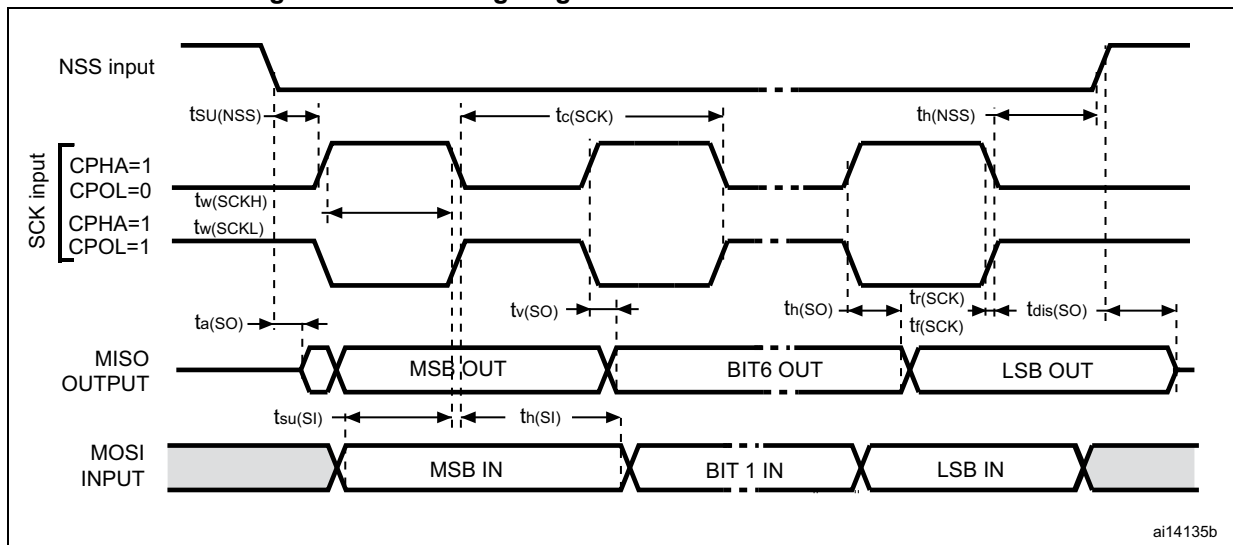 NSS input
tSU(NSS)
tc(SCK)
th(NSS)
SCK input
CPHA=1
CPOL=0
tw(SCKH)
CPHA=1
tw(SCKL)
CPOL=1
ta(SO)
tv(SO)
th(SO)
tr(SCK)
tf(SCK)
tdis(SO)
MISO
OUTPUT
MSB OUT
BIT6 OUT
LSB OUT
tsu(SI)
th(SI)
MOSI
INPUT
MSB IN
BIT 1 IN
LSB IN
ai14135b